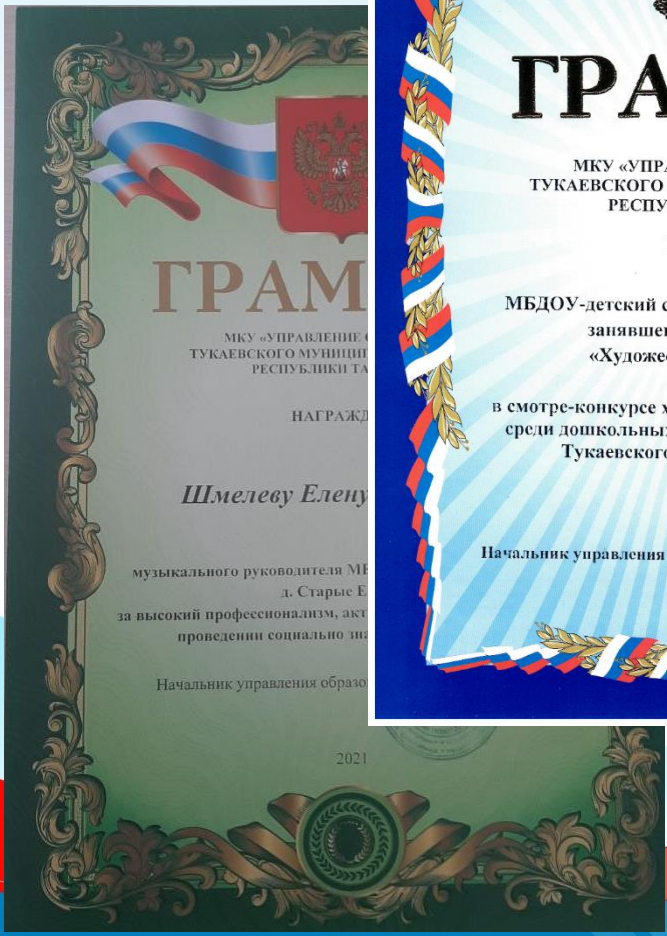 ГРАМ
МКУ «УПРАВЛЕНИЕ
ТУКАЕВСКОГО МУНИЦИП
РЕСПУБЛИКИ ТА
НАГРАЖД
Шмелеву Елену
музыкального руководителя МБ
д. Старые Е
за высокий профессионализм, акт
проведении социально зна
Начальник управления образо
2021
ГРА
МКУ «УПРА
ТУКАЕВСКОГО
РЕСПУ
МБДОУ-детский с
занявше
«Художе
в смотре-конкурсе х
среди дошкольны
Тукаевского
Начальник управления